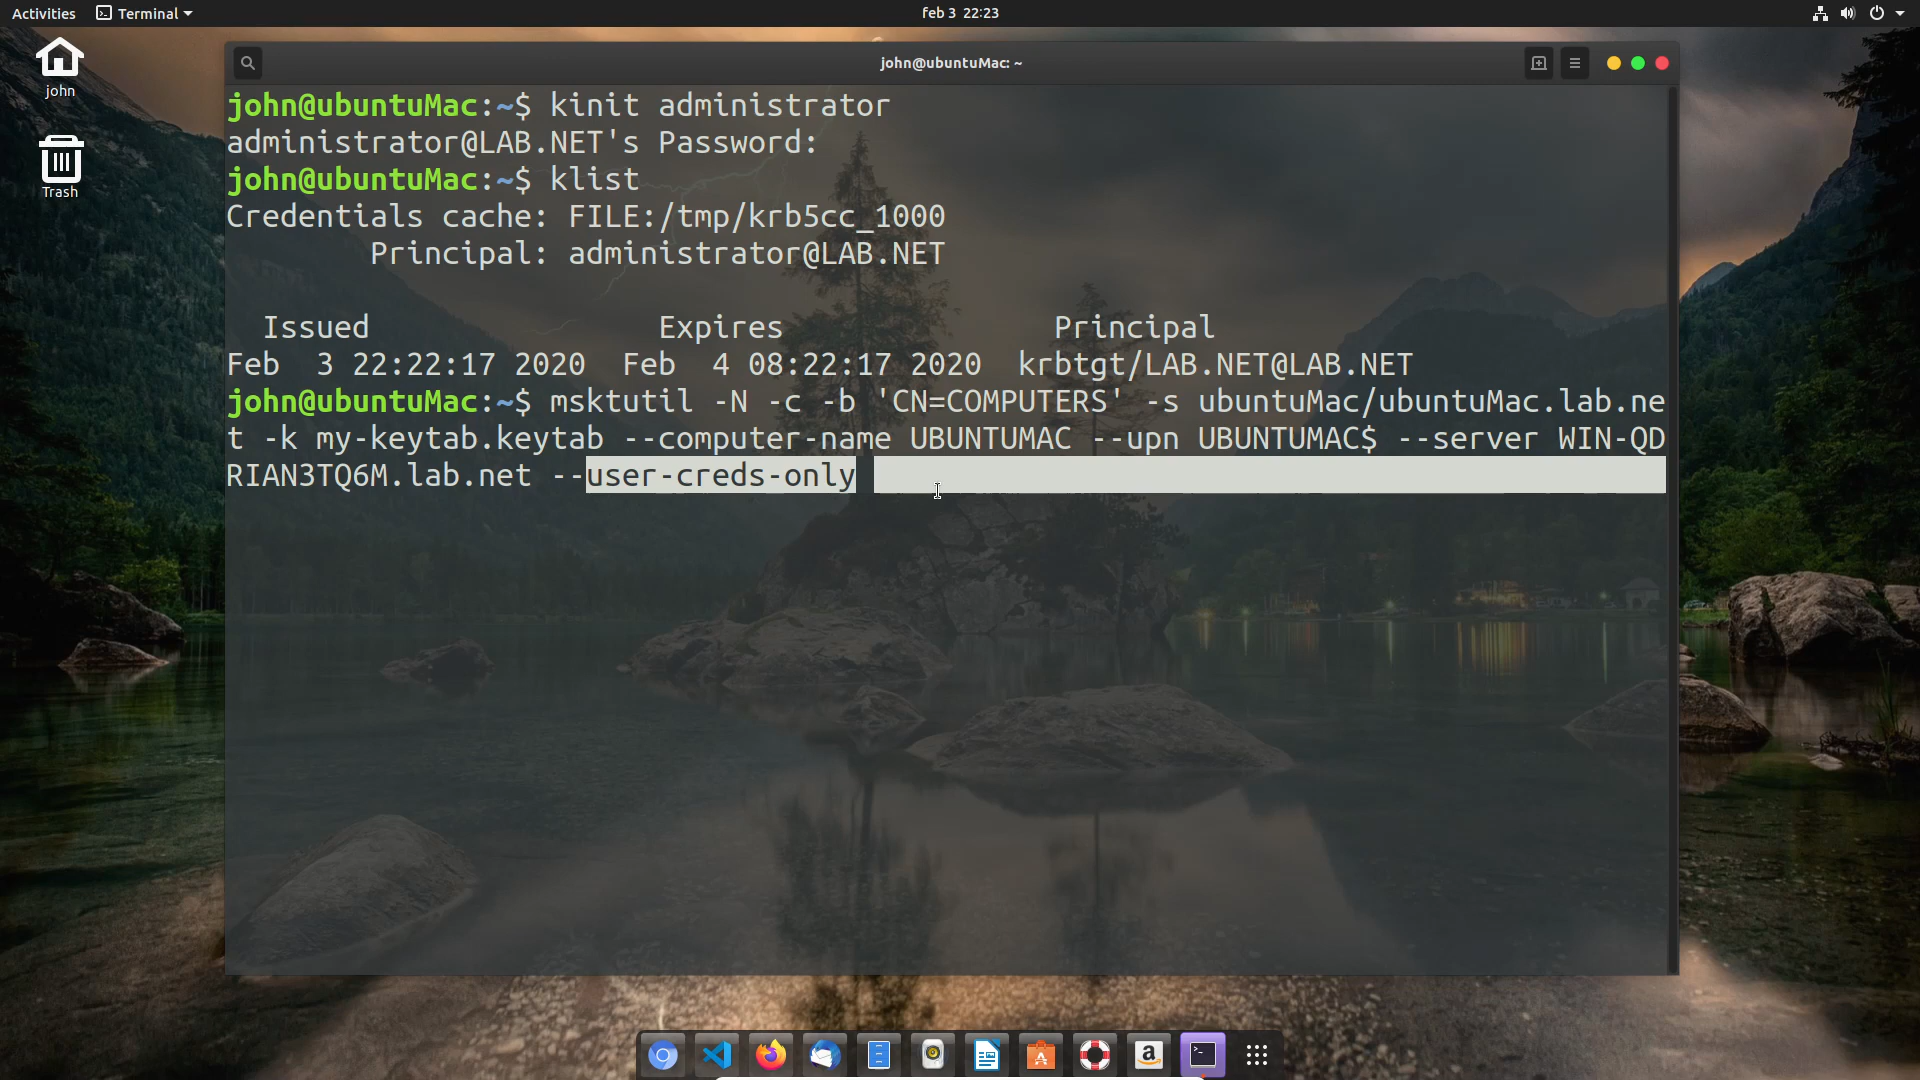 Activities Terminal feb 3 22:23
john
Trash
john@ubuntuMac: ~
john@ubuntuMac:~$ kinit administrator
administrator@LAB.NET's Password:
john@ubuntuMac:~$ klist
Credentials cache: FILE:/tmp/krb5cc_1000
Principal: administrator@LAB.NET
Issued Expires Principal
Feb 3 22:22:17 2020 Feb 4 08:22:17 2020 krbtgt/LAB.NET@LAB.NET
john@ubuntuMac:~$ msktutil -N -c -b 'CN=COMPUTERS' -s ubuntuMac/ubuntuMac.lab.ne
t -k my-keytab.keytab --computer-name UBUNTUMAC --upn UBUNTUMAC$ --server WIN-QD
RIAN3TQ6M.lab.net --user-creds-only